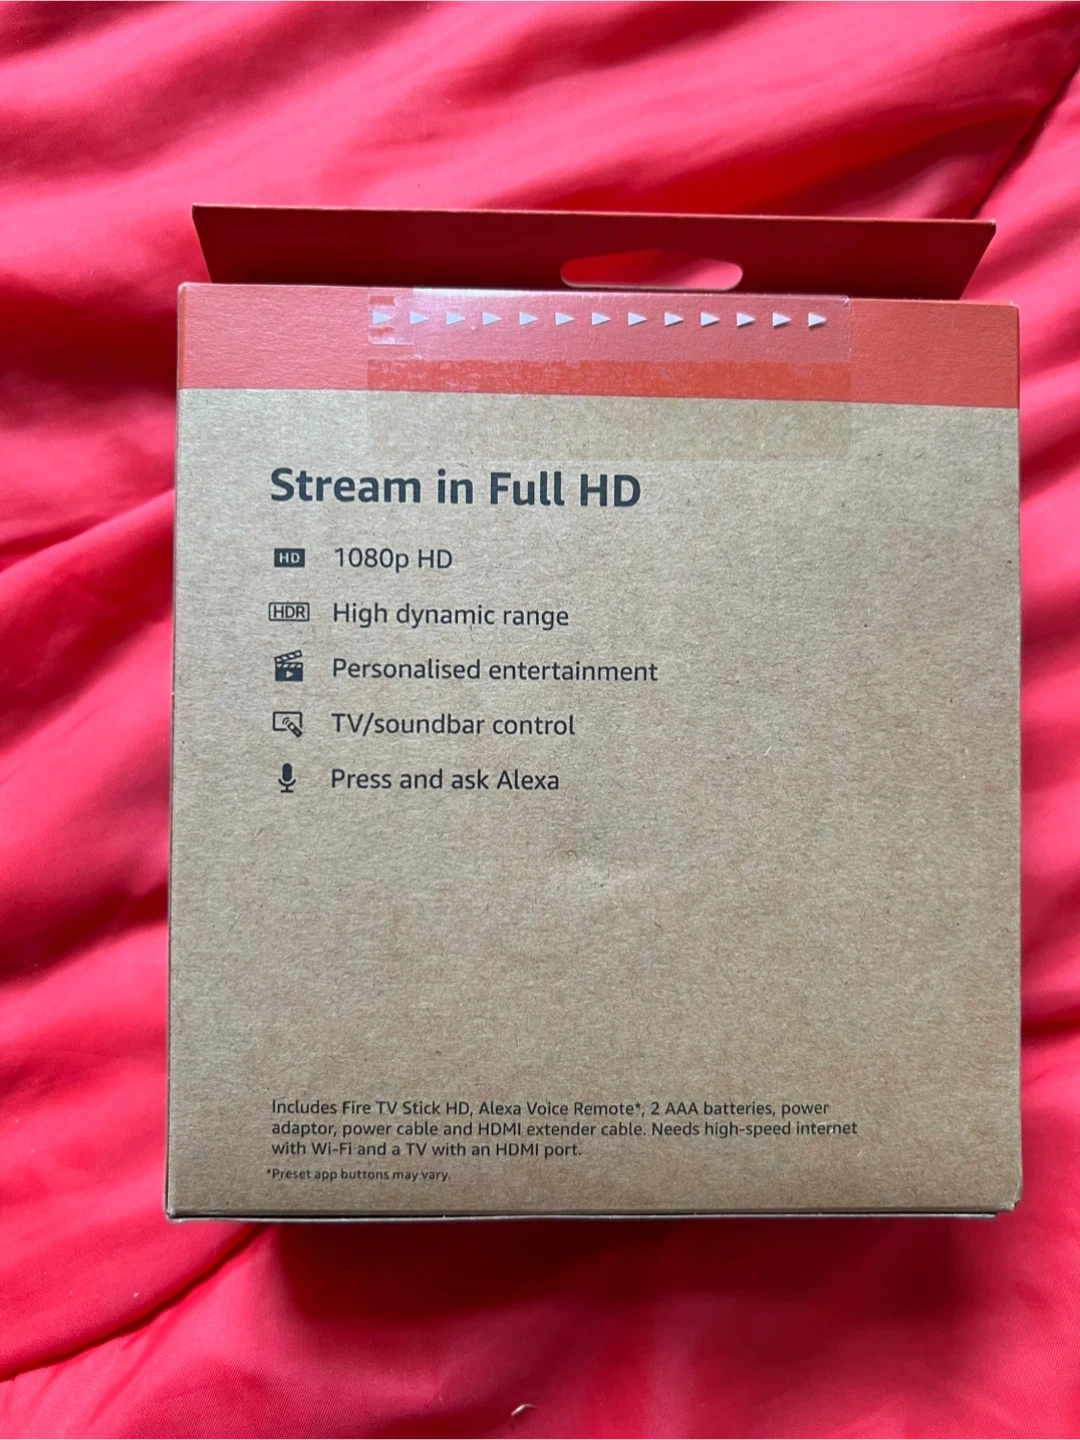 Stream in Full HD
HD 1080p HD
HDR High dynamic range
Personalised entertainment
TV/soundbar control
Press and ask Alexa
Includes Fire TV Stick HD, Alexa Voice Remote*, 2 AAA batteries, power
adaptor, power cable and HDMI extender cable. Needs high-speed internet
with Wi-Fi and a TV with an HDMI port.
*Preset app buttons may vary.